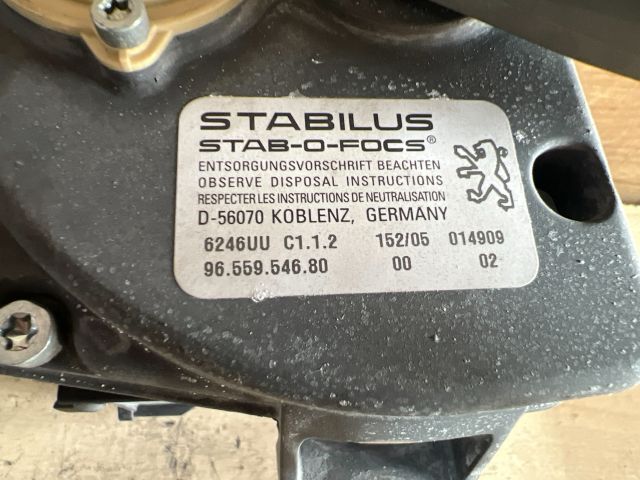 STABILUS
STAB-O-FOCS®
ENTSORGUNGSVORSCHRIFT BEACHTEN
OBSERVE DISPOSAL INSTRUCTIONS
RESPECTER LES INSTRUCTIONS DE NEUTRALISATION
D-56070 KOBLENZ, GERMANY
6246UU C1.1.2 152/05 014909
96.559.546.80 00 02